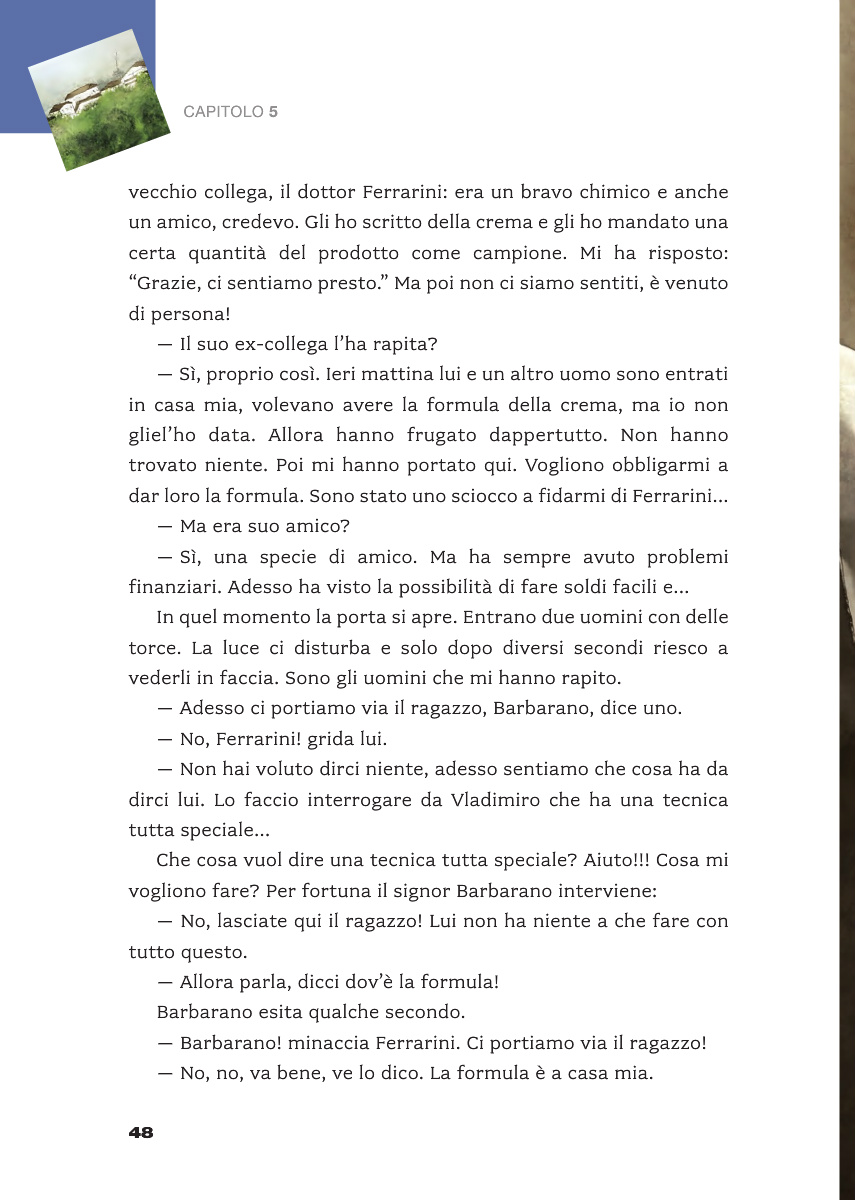 CAPITOLO 5
vecchio collega, il dottor Ferrarini: era un bravo chimico e anche
un amico, credevo. Gli ho scritto della crema e gli ho mandato una
certa quantità del prodotto come campione. Mi ha risposto:
“Grazie, ci sentiamo presto.” Ma poi non ci siamo sentiti, è venuto
di persona!
— Il suo ex-collega l’ha rapita?
— Sì, proprio così. Ieri mattina lui e un altro uomo sono entrati
in casa mia, volevano avere la formula della crema, ma io non
gliel’ho data. Allora hanno frugato dappertutto. Non hanno
trovato niente. Poi mi hanno portato qui. Vogliono obbligarmi a
dar loro la formula. Sono stato uno sciocco a fidarmi di Ferrarini...
— Ma era suo amico?
— Sì, una specie di amico. Ma ha sempre avuto problemi
finanziari. Adesso ha visto la possibilità di fare soldi facili e...
In quel momento la porta si apre. Entrano due uomini con delle
torce. La luce ci disturba e solo dopo diversi secondi riesco a
vederli in faccia. Sono gli uomini che mi hanno rapito.
— Adesso ci portiamo via il ragazzo, Barbarano, dice uno.
— No, Ferrarini! grida lui.
— Non hai voluto dirci niente, adesso sentiamo che cosa ha da
dirci lui. Lo faccio interrogare da Vladimiro che ha una tecnica
tutta speciale...
Che cosa vuol dire una tecnica tutta speciale? Aiuto!!! Cosa mi
vogliono fare? Per fortuna il signor Barbarano interviene:
— No, lasciate qui il ragazzo! Lui non ha niente a che fare con
tutto questo.
— Allora parla, dicci dov’è la formula!
Barbarano esita qualche secondo.
— Barbarano! minaccia Ferrarini. Ci portiamo via il ragazzo!
— No, no, va bene, ve lo dico. La formula è a casa mia.
48